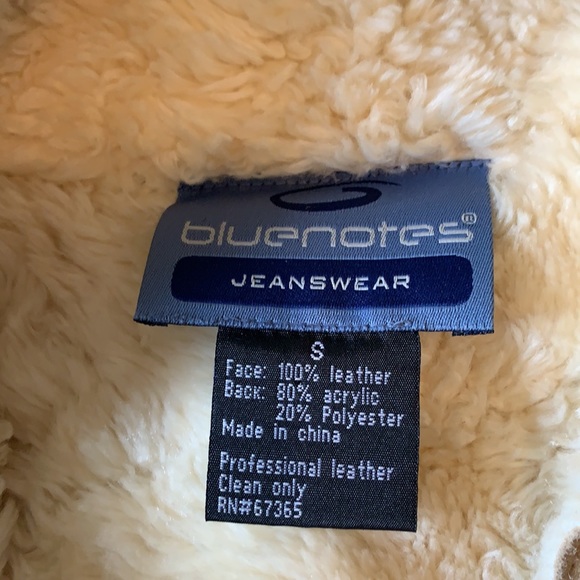 bluenotes®
JEANSWEAR
S
Face: 100% leather
Back: 80% acrylic
20% Polyester
Made in china
Professional leather
Clean only
RN#67365